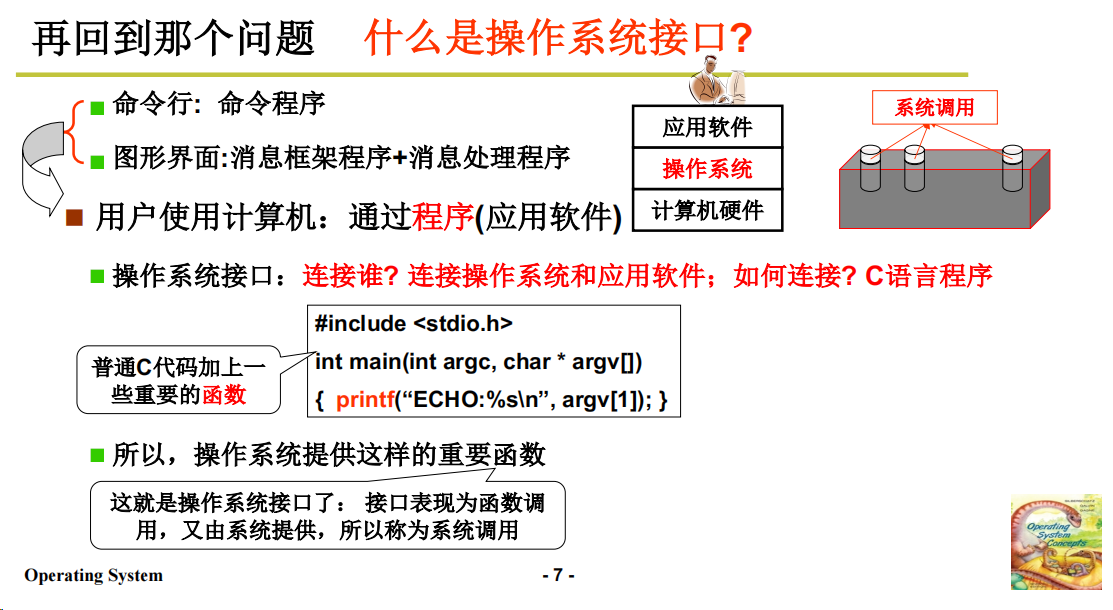 再回到那个问题 什么是操作系统接口?
命令行: 命令程序
图形界面:消息框架程序+消息处理程序
应用软件
操作系统
计算机硬件
系统调用
用户使用计算机：通过程序(应用软件)
操作系统接口：连接谁? 连接操作系统和应用软件；如何连接? C语言程序
#include <stdio.h>
int main(int argc, char * argv[])
{ printf(“ECHO:%s\n”, argv[1]); }
普通C代码加上一
些重要的函数
所以，操作系统提供这样的重要函数
这就是操作系统接口了： 接口表现为函数调
用，又由系统提供，所以称为系统调用
Operating
System
Concepts
Operating System
- 7 -